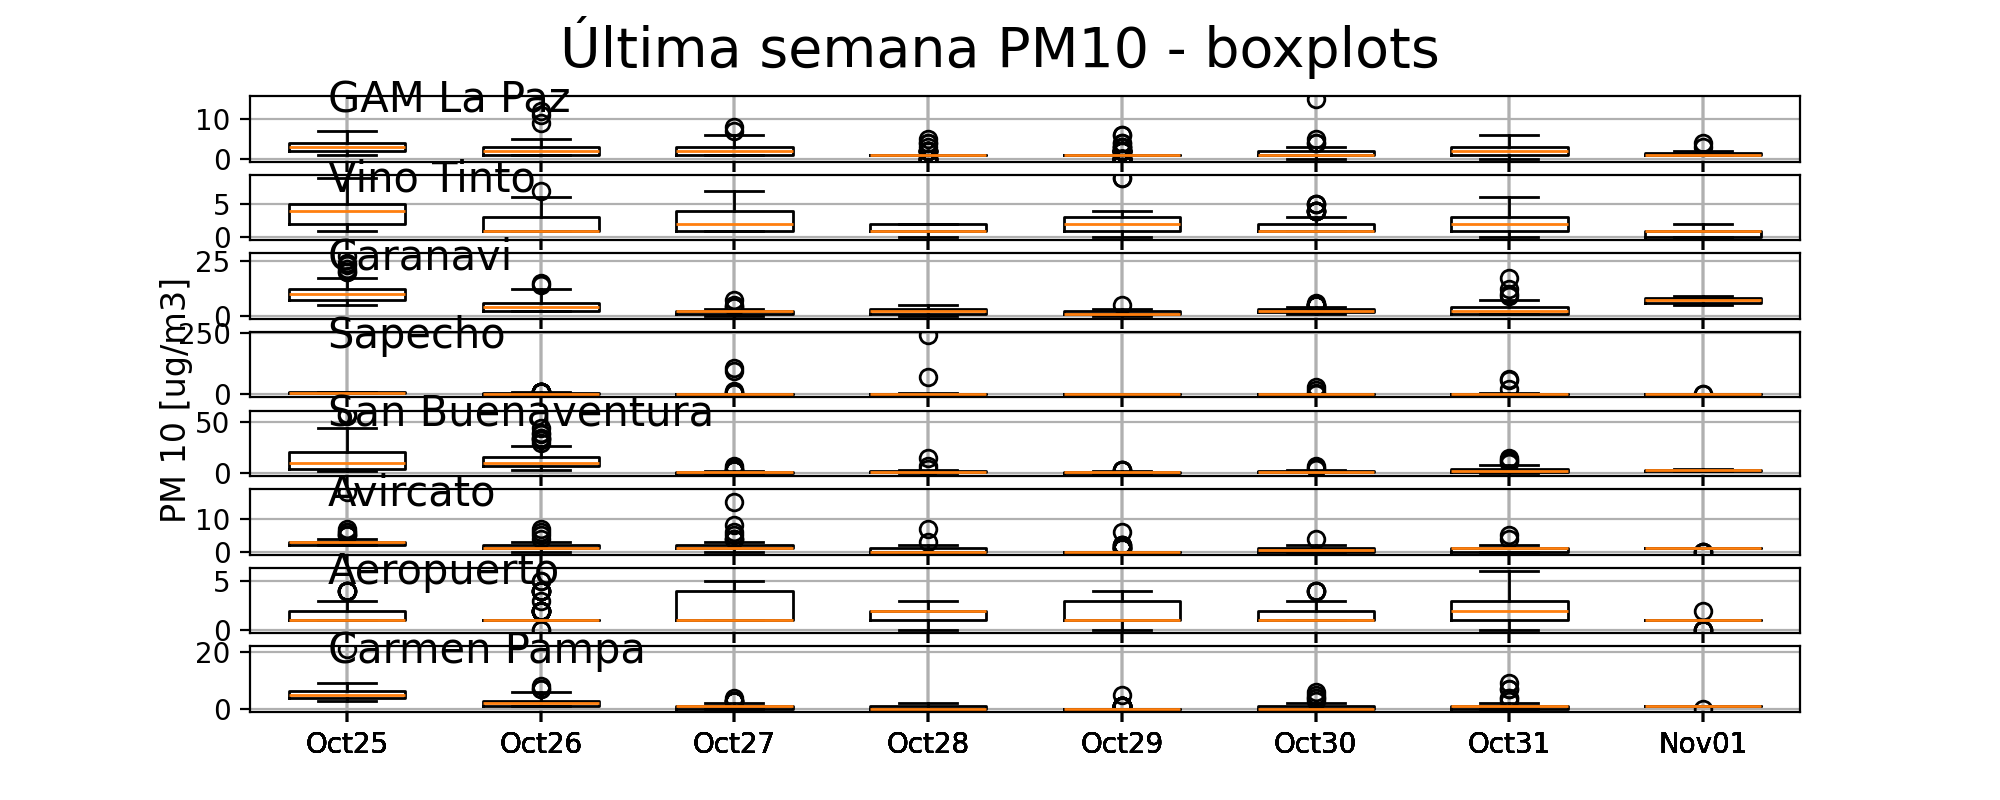 Última semana PM10 - boxplots
PM 10 [ug/m3]
GAM La Paz
10
0
Vino Tinto
5
0
Caranavi
25
0
Sapecho
250
0
San Buenaventura
50
0
Avircato
10
0
Aeropuerto
5
0
Carmen Pampa
20
0
Oct25 Oct26 Oct27 Oct28 Oct29 Oct30 Oct31 Nov01